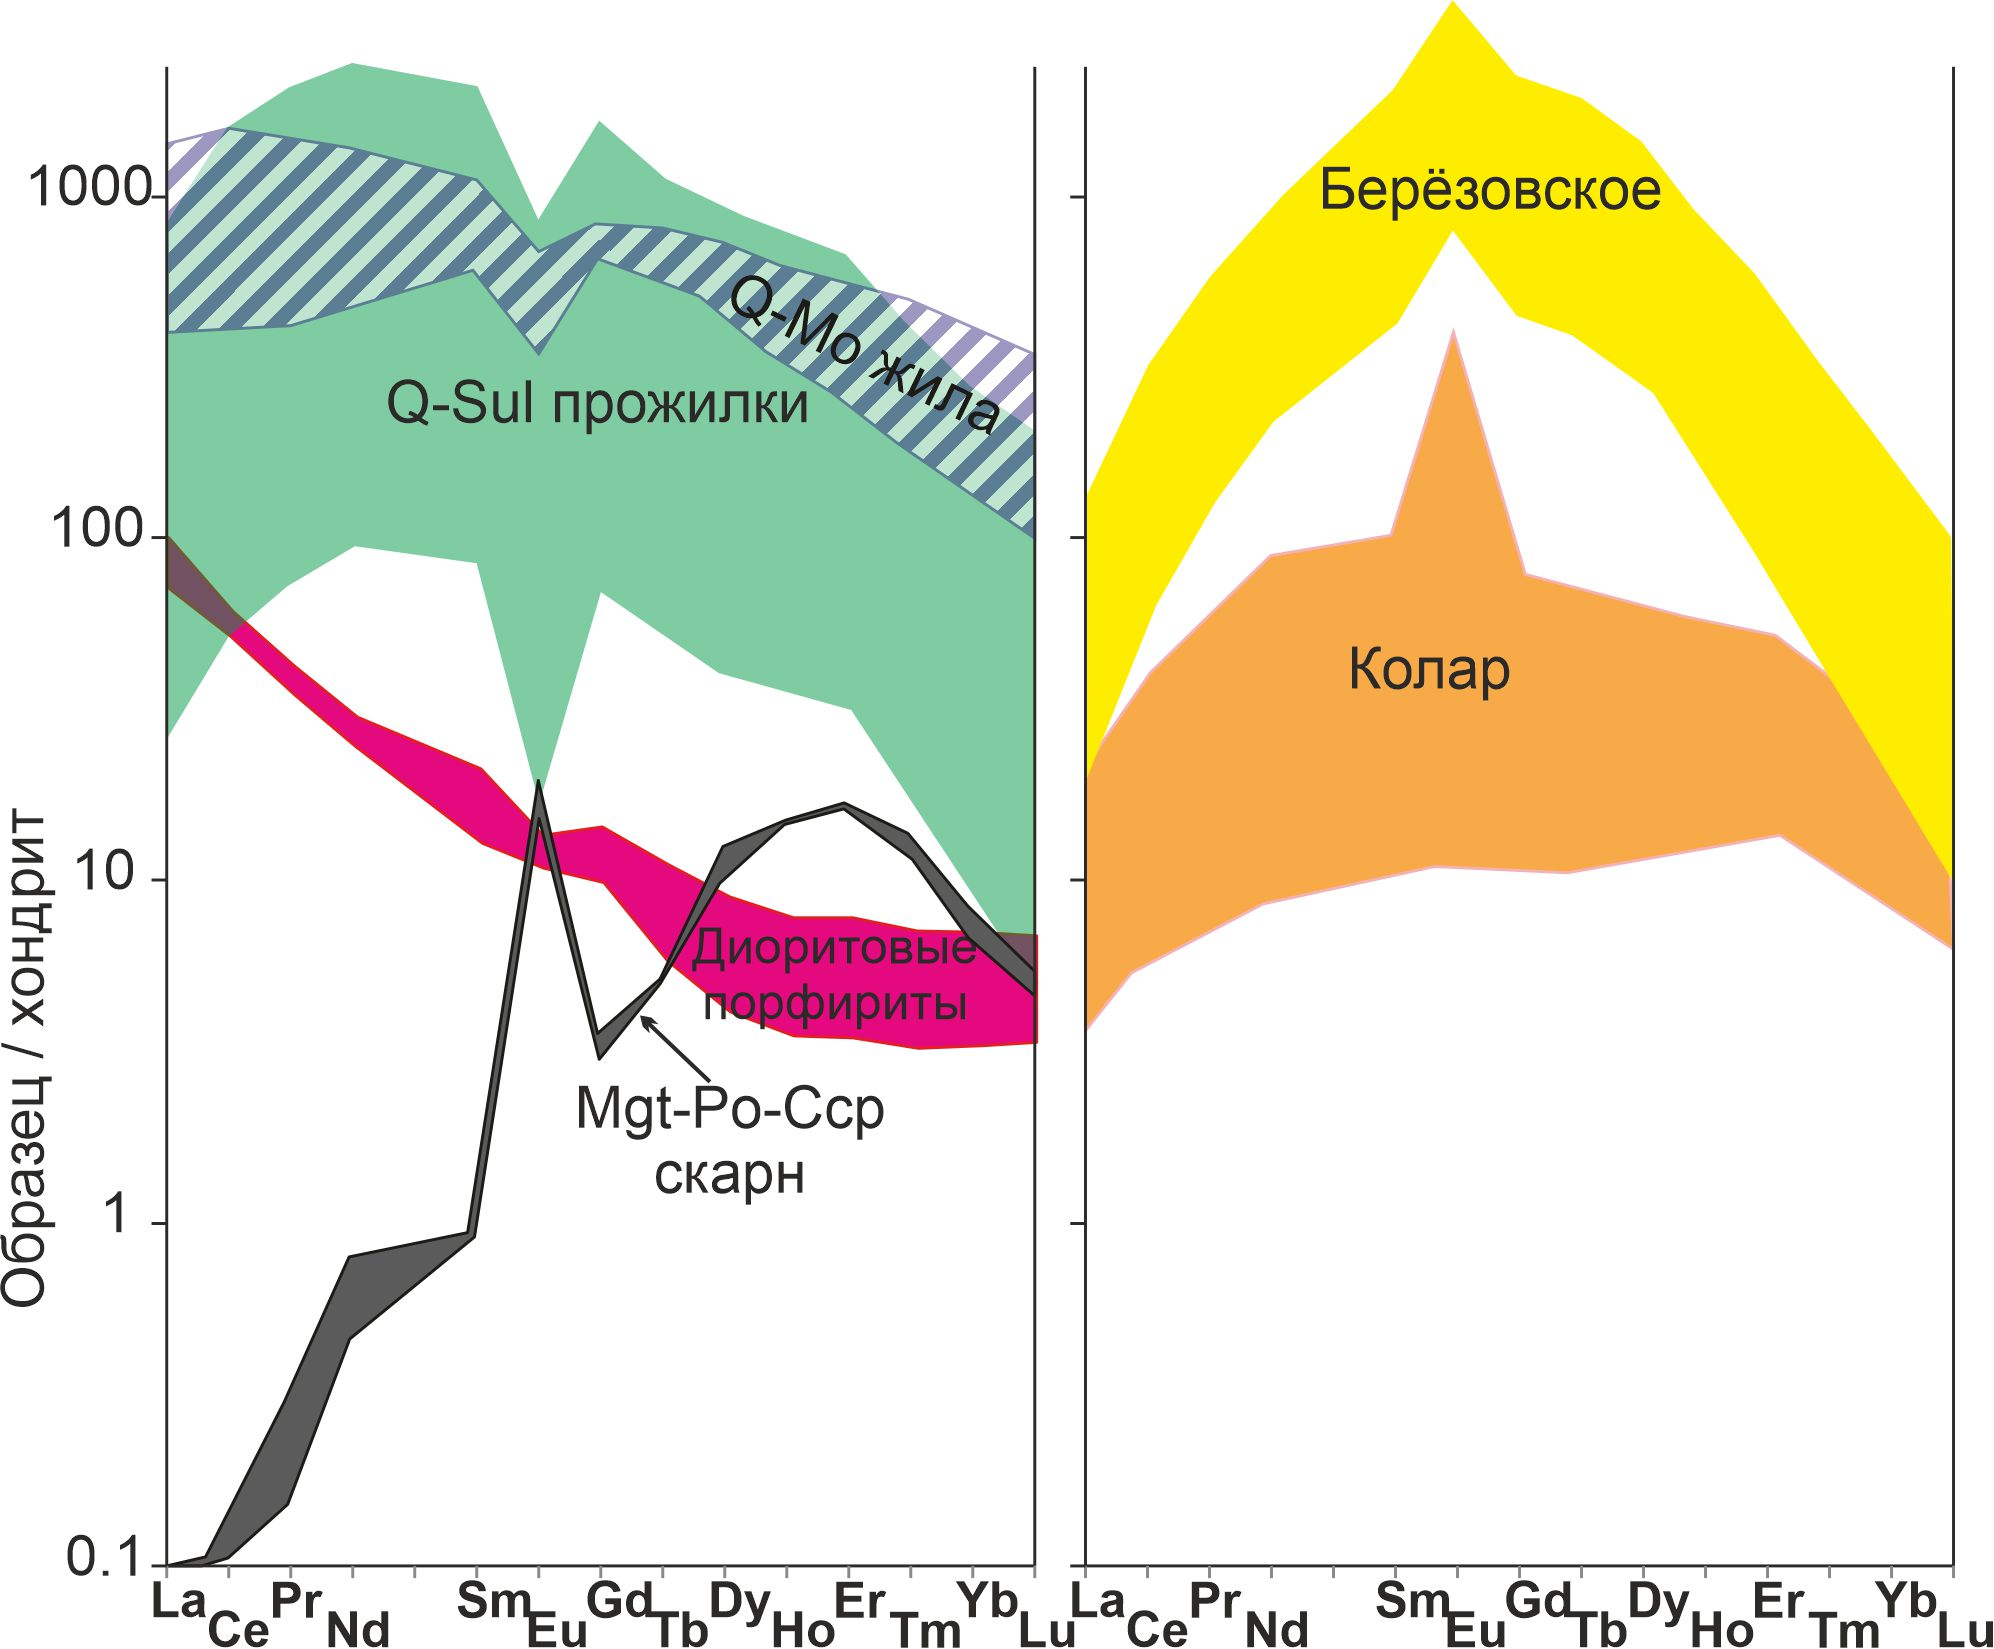 1000
100
10
1
0.1
Образец / хондрит
Q-Mo жила
Q-Sul прожилки
Диоритовые
порфириты
Mgt-Po-Ccp
скарн
La Ce Pr Nd Sm Eu Gd Tb Dy Ho Er Tm Yb Lu
Берёзовское
Колар
La Ce Pr Nd Sm Eu Gd Tb Dy Ho Er Tm Yb Lu